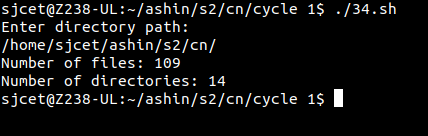 sjcet@Z238-UL:~/ashin/s2/cn/cycle 1$ ./34.sh
Enter directory path:
/home/sjcet/ashin/s2/cn/
Number of files: 109
Number of directories: 14
sjcet@Z238-UL:~/ashin/s2/cn/cycle 1$